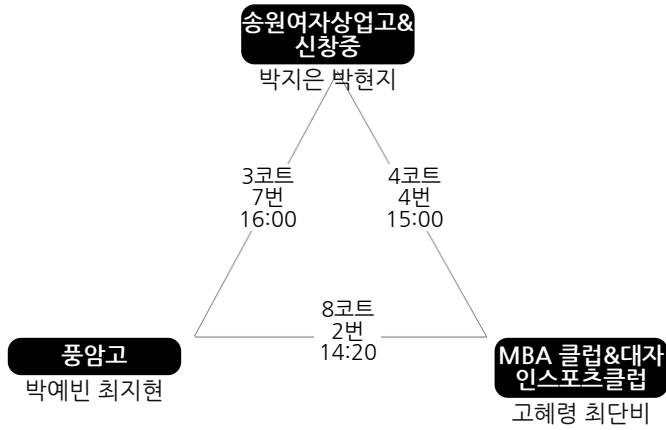 송원여자상업고&
신창중
박지은 박현지
3코트
7번
16:00
4코트
4번
15:00
8코트
2번
14:20
풍암고
박예빈 최지현
MBA 클럽&대자
인스포츠클럽
고혜령 최단비